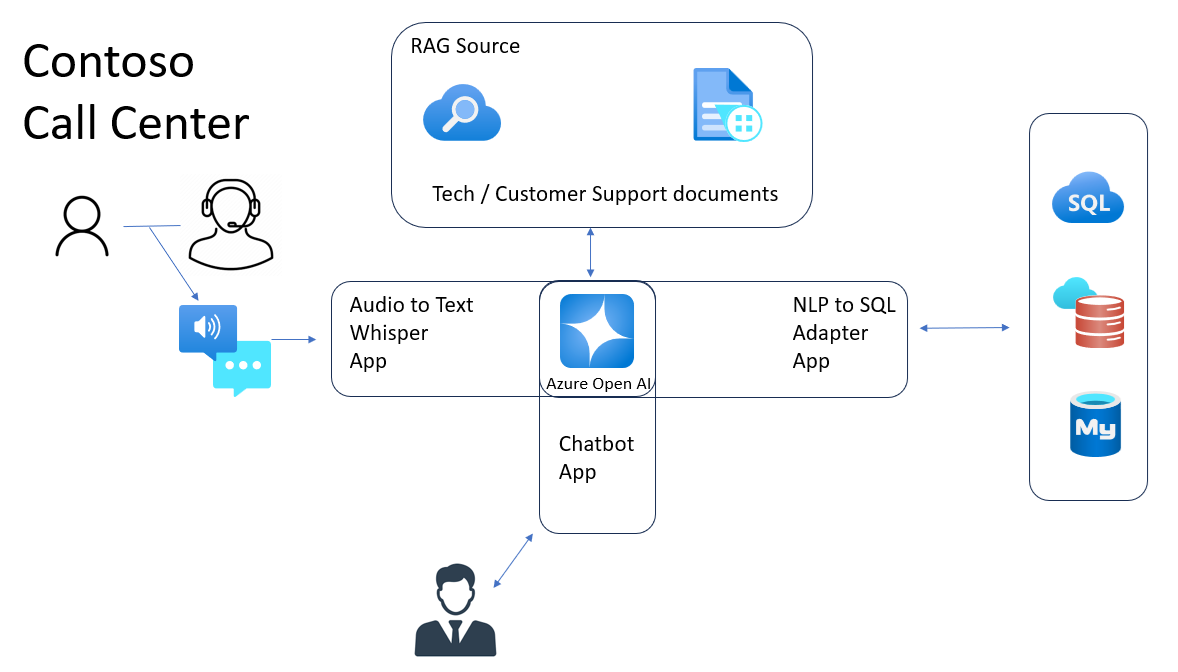 Contoso
Call Center
RAG Source
Tech / Customer Support documents
SQL
Audio to Text
Whisper
App
Azure Open AI
NLP to SQL
Adapter
App
My
Chatbot
App